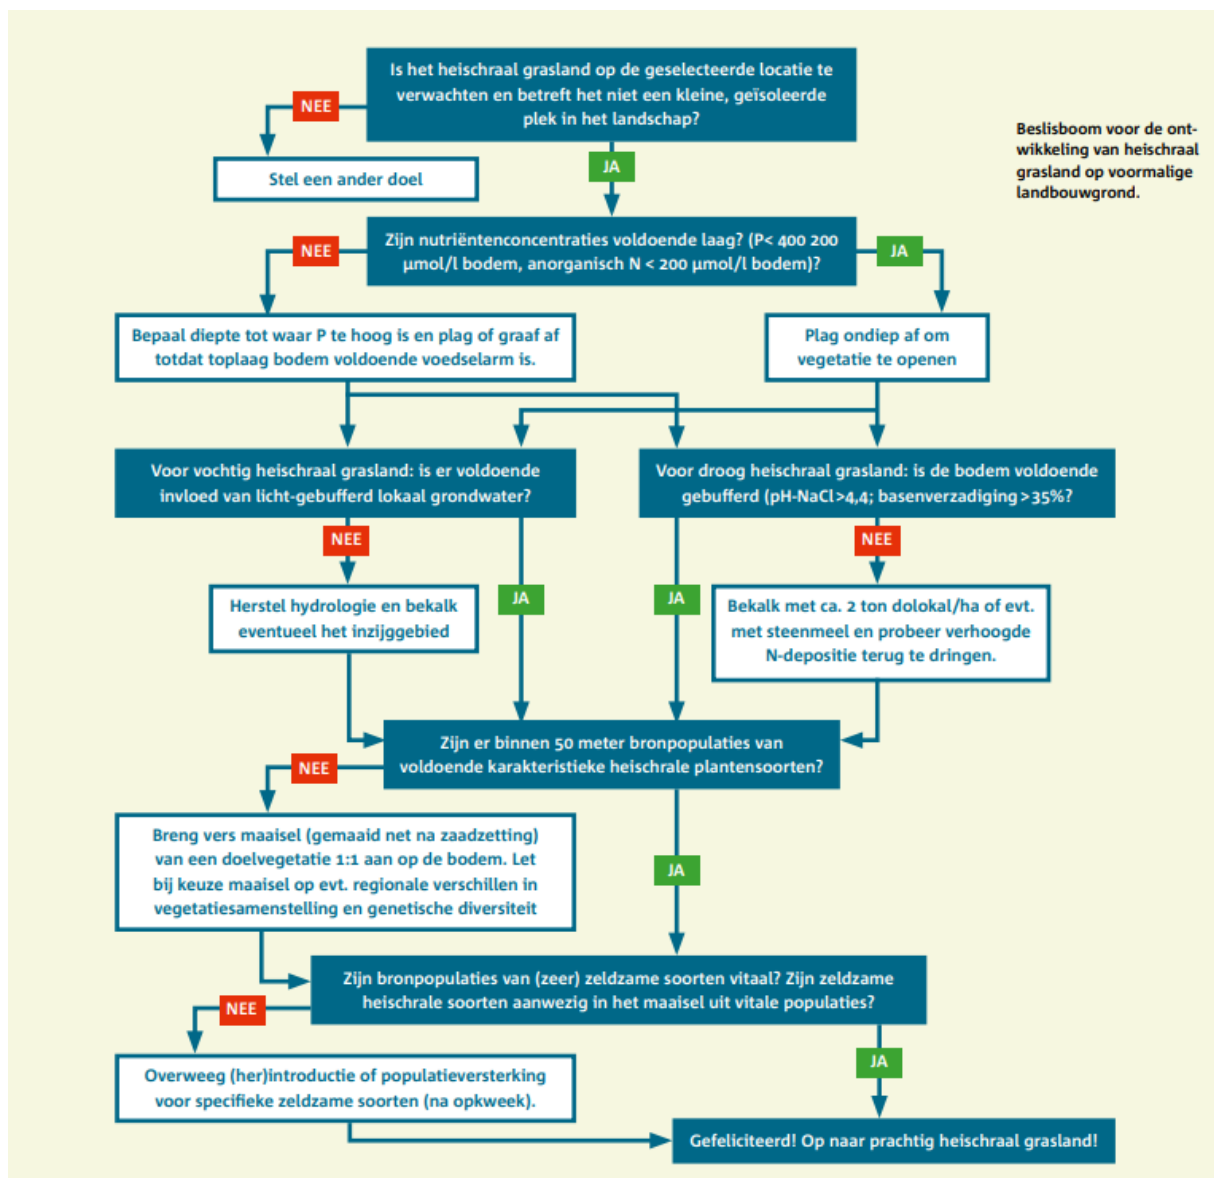 Is het heischraal grasland op de geselecteerde locatie te
verwachten en betreft het niet een kleine, geïsoleerde
plek in het landschap?
NEE
Beslisboom voor de ont-
wikkeling van heischraal
grasland op voormalige
landbouwgrond.
JA
Stel een ander doel
Zijn nutriëntenconcentraties voldoende laag? (P< 400 200
µmol/l bodem, anorganisch N < 200 µmol/l bodem)?
NEE
JA
Bepaal diepte tot waar P te hoog is en plag of graaf af
totdat toplaag bodem voldoende voedselarm is.
Plag ondiep af om
vegetatie te openen
Voor vochtig heischraal grasland: is er voldoende
invloed van licht-gebufferd lokaal grondwater?
Voor droog heischraal grasland: is de bodem voldoende
gebufferd (pH-NaCl>4,4; basenverzadiging>35%?
NEE
NEE
JA
JA
Herstel hydrologie en bekalk
eventueel het inzijggebied
Bekalk met ca. 2 ton dolokal/ha of evt.
met steenmeel en probeer verhoogde
N-depositie terug te dringen.
Zijn er binnen 50 meter bronpopulaties van
voldoende karakteristieke heischrale plantensoorten?
NEE
Breng vers maaisel (gemaaid net na zaadzetting)
van een doelvegetatie 1:1 aan op de bodem. Let
bij keuze maaisel op evt. regionale verschillen in
vegetatiesamenstelling en genetische diversiteit
JA
Zijn bronpopulaties van (zeer) zeldzame soorten vitaal? Zijn zeldzame
heischrale soorten aanwezig in het maaisel uit vitale populaties?
NEE
JA
Overweeg (her)introductie of populatieversterking
voor specifieke zeldzame soorten (na opkweek).
Gefeliciteerd! Op naar prachtig heischraal grasland!